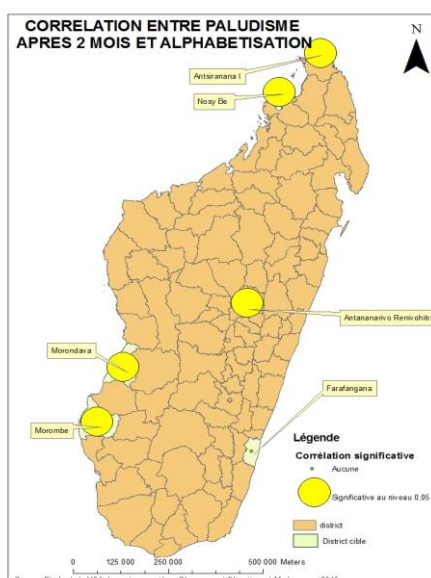 CORRELATION ENTRE PALUDISME
APRES 2 MOIS ET ALPHABETISATION
N
Antsiranana I
Nosy Be
Antananarivo Renivohitra
Morondava
Farafangana
Morombe
Légende
Corrélation significative
Aucune
Significative au niveau 0,05
district
District cible
0 125 000 250 000 500 000 Meters